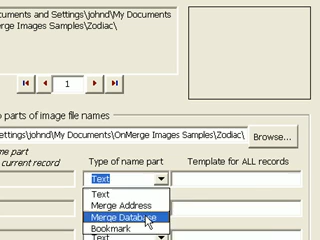 cuments and Settings\johnd\My Documents
erge Images Samples\Zodiac\
1
parts of image file names
ettings\johnd\My Documents\OnMerge Images Samples\Zodiac\
Browse...
me part
current record
Type of name part
Template for ALL records
Text
Text
Merge Address
Merge Database
Bookmark
Text